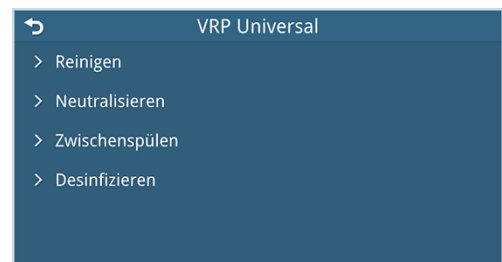 VRP Universal
Reinigen
Neutralisieren
Zwischenspülen
Desinfizieren